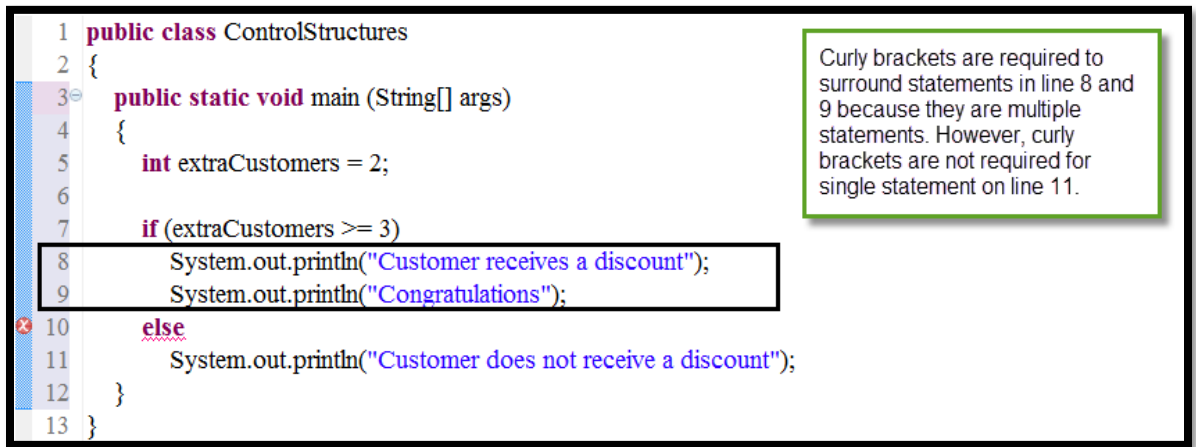 1 public class ControlStructures
2 {
3 public static void main (String[] args)
4 {
5 int extraCustomers = 2;
6
7 if (extraCustomers >= 3)
8 System.out.println("Customer receives a discount");
9 System.out.println("Congratulations");
10 else
11 System.out.println("Customer does not receive a discount");
12 }
13 }
Curly brackets are required to
surround statements in line 8 and
9 because they are multiple
statements. However, curly
brackets are not required for
single statement on line 11.